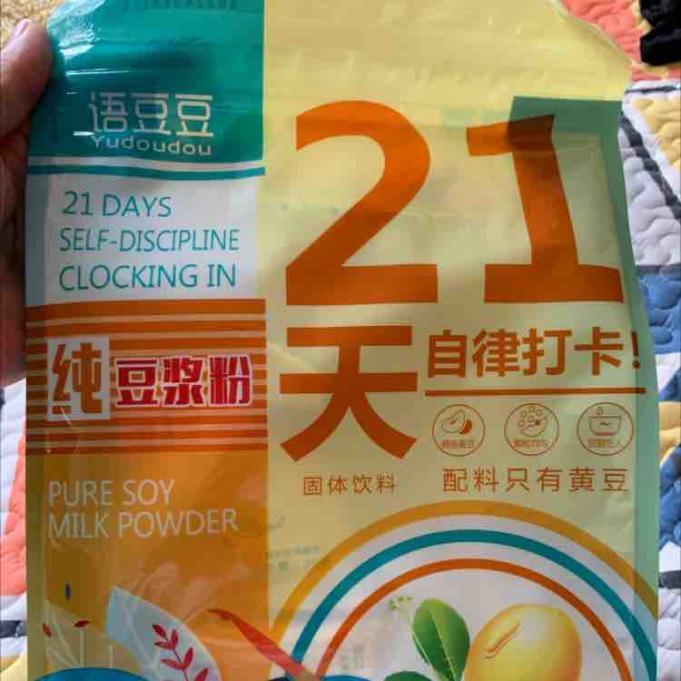 语豆豆
Yudoudou
21 DAYS
SELF-DISCIPLINE
CLOCKING IN
纯豆浆粉
PURE SOY
MILK POWDER
21
天
自律打卡!
固体饮料
配料只有黄豆